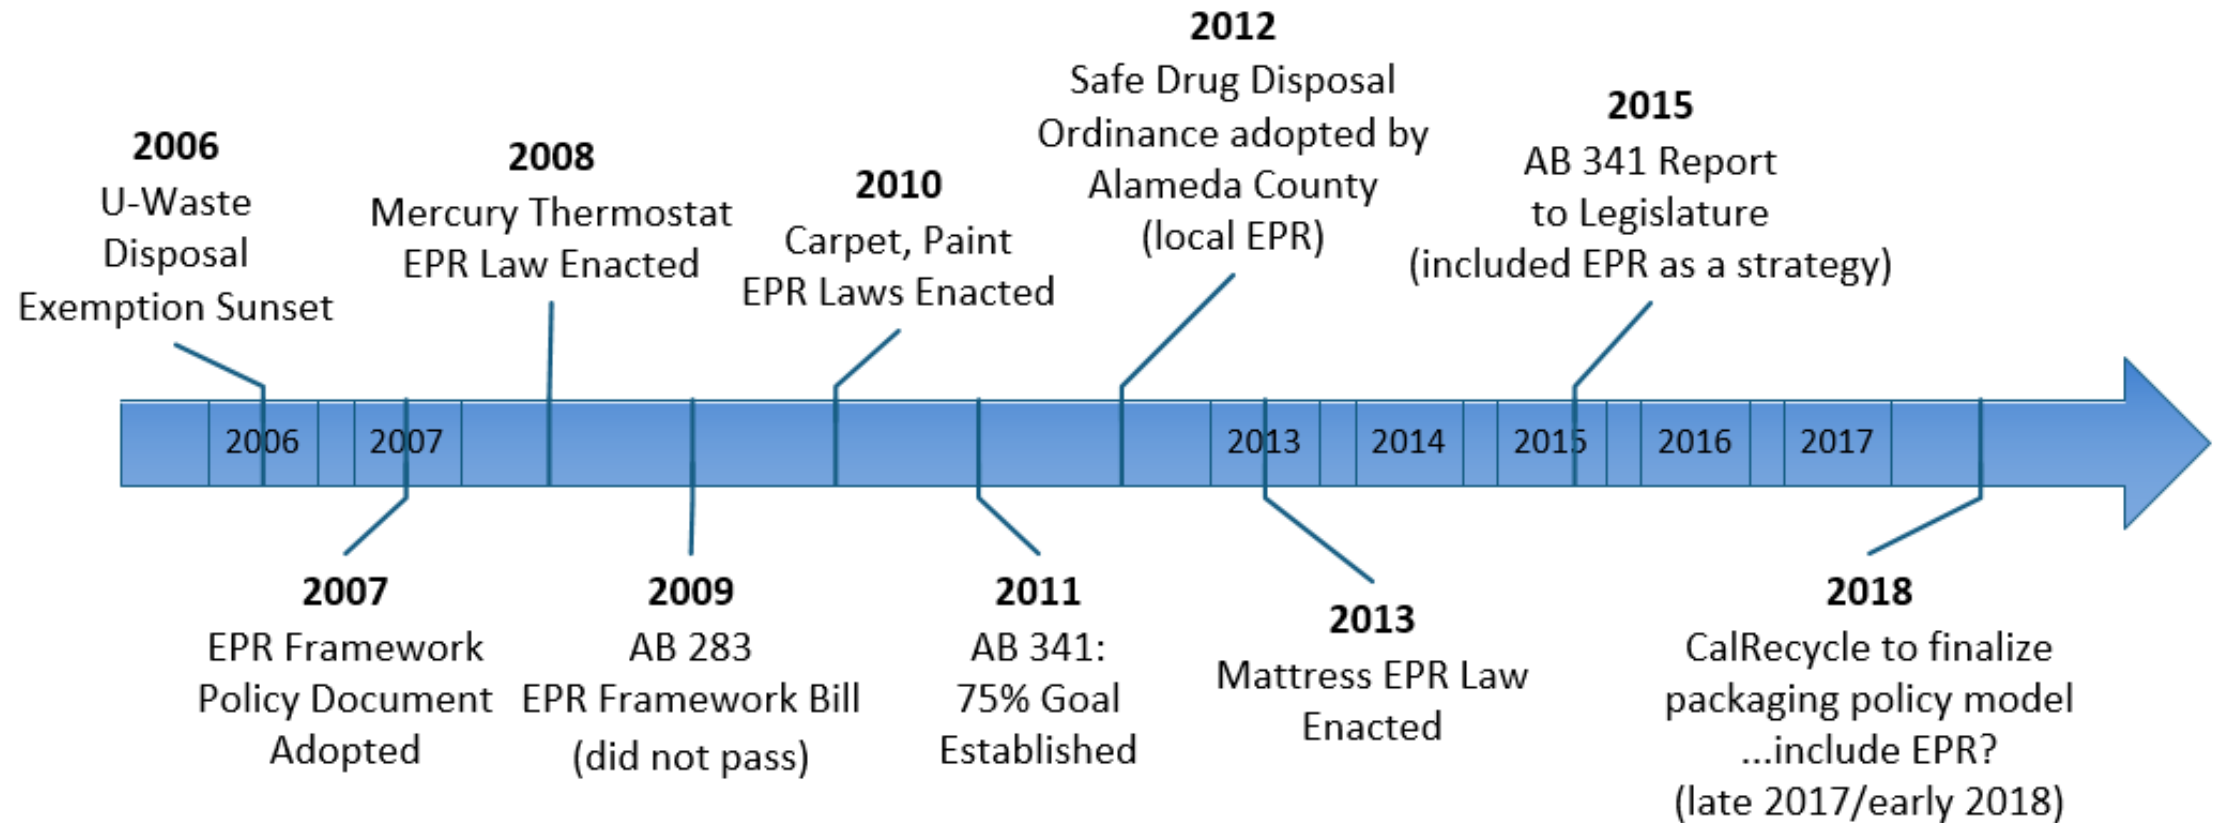 2006
U-Waste
Disposal
Exemption Sunset
2008
Mercury Thermostat
EPR Law Enacted
2010
Carpet, Paint
EPR Laws Enacted
2012
Safe Drug Disposal
Ordinance adopted by
Alameda County
(local EPR)
2015
AB 341 Report
to Legislature
(included EPR as a strategy)
2006
2007
2013
2014
2015
2016
2017
2007
EPR Framework
Policy Document
Adopted
2009
AB 283
EPR Framework Bill
(did not pass)
2011
AB 341:
75% Goal
Established
2013
Mattress EPR Law
Enacted
2018
CalRecycle to finalize
packaging policy model
...include EPR?
(late 2017/early 2018)